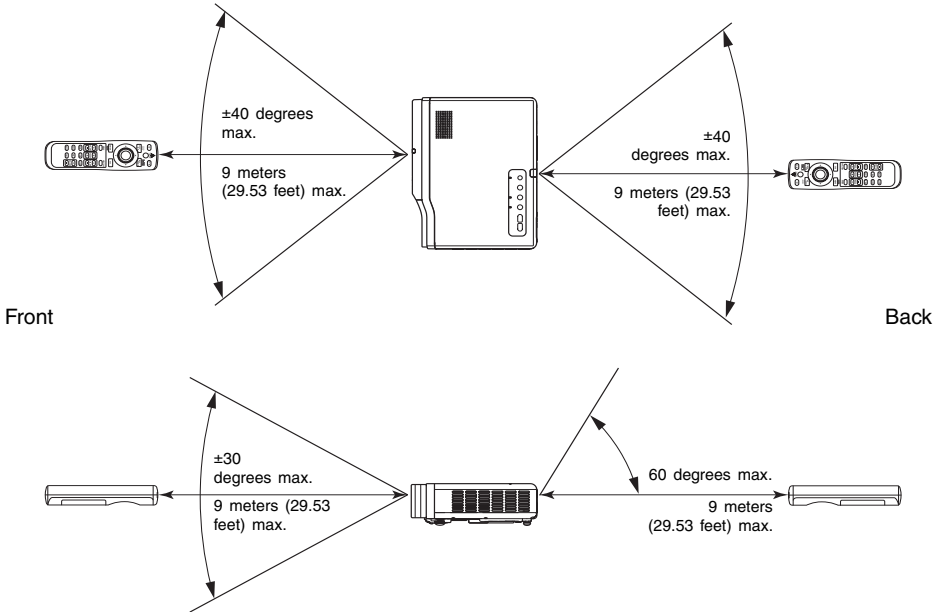 ±40 degrees
max.
9 meters
(29.53 feet) max.
±40
degrees max.
9 meters (29.53
feet) max.
Front
Back
±30
degrees max.
9 meters (29.53
feet) max.
60 degrees max.
9 meters
(29.53 feet) max.